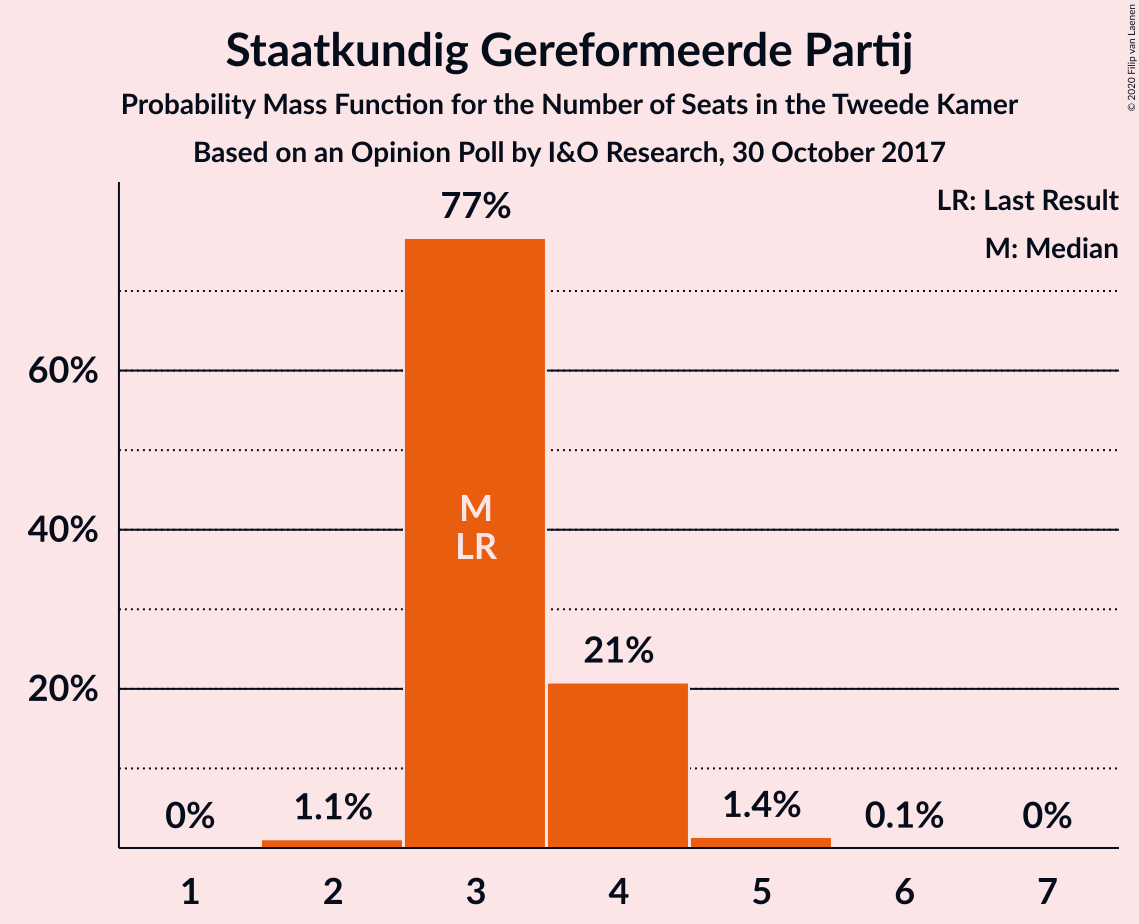 Staatkundig Gereformeerde Partij
Probability Mass Function for the Number of Seats in the Tweede Kamer
Based on an Opinion Poll by I&O Research, 30 October 2017
© 2020 Filip van Laenen
LR: Last Result
M: Median
77%
60%
M
40%
LR
21%
20%
0%
1.1%
1.4%
0.1%
0%
1 2 3 4 5 6 7